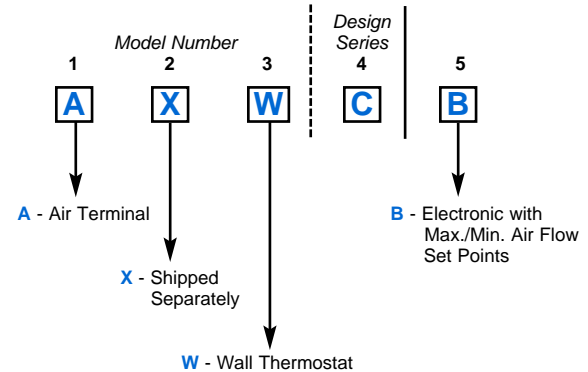 Model Number
Design
Series
1 2 3 4 5
A X W C B
A - Air Terminal
B - Electronic with
Max./Min. Air Flow
Set Points
X - Shipped
Separately
W - Wall Thermostat